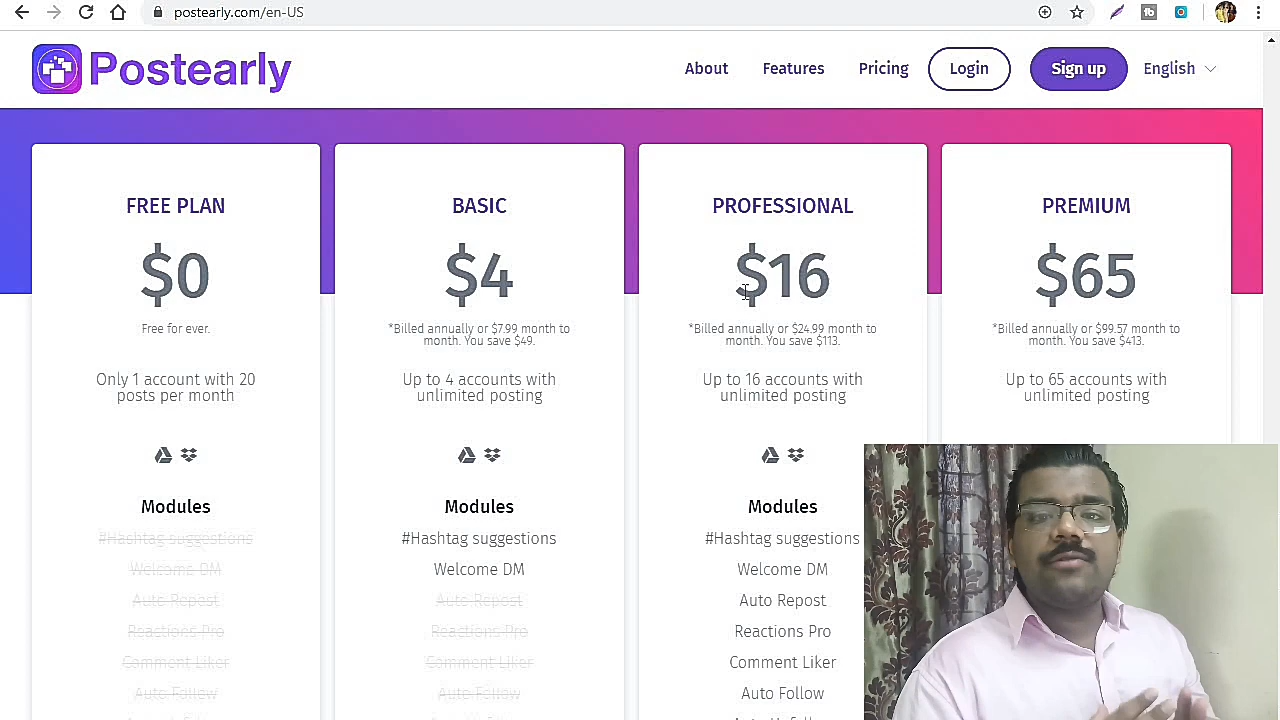 postearly.com/en-US
Postearly
About
Features
Pricing
Login
Sign up
English
FREE PLAN
$0
Free for ever.
Only 1 account with 20
posts per month
Modules
#Hashtag suggestions
Welcome DM
Auto Repost
Reactions Pro
Comment Liker
Auto Follow
BASIC
$4
*Billed annually or $7.99 month to
month. You save $49.
Up to 4 accounts with
unlimited posting
Modules
#Hashtag suggestions
Welcome DM
Auto Repost
Reactions Pro
Comment Liker
Auto Follow
PROFESSIONAL
$16
*Billed annually or $24.99 month to
month. You save $113.
Up to 16 accounts with
unlimited posting
Modules
#Hashtag suggestions
Welcome DM
Auto Repost
Reactions Pro
Comment Liker
Auto Follow
PREMIUM
$65
*Billed annually or $99.57 month to
month. You save $413.
Up to 65 accounts with
unlimited posting